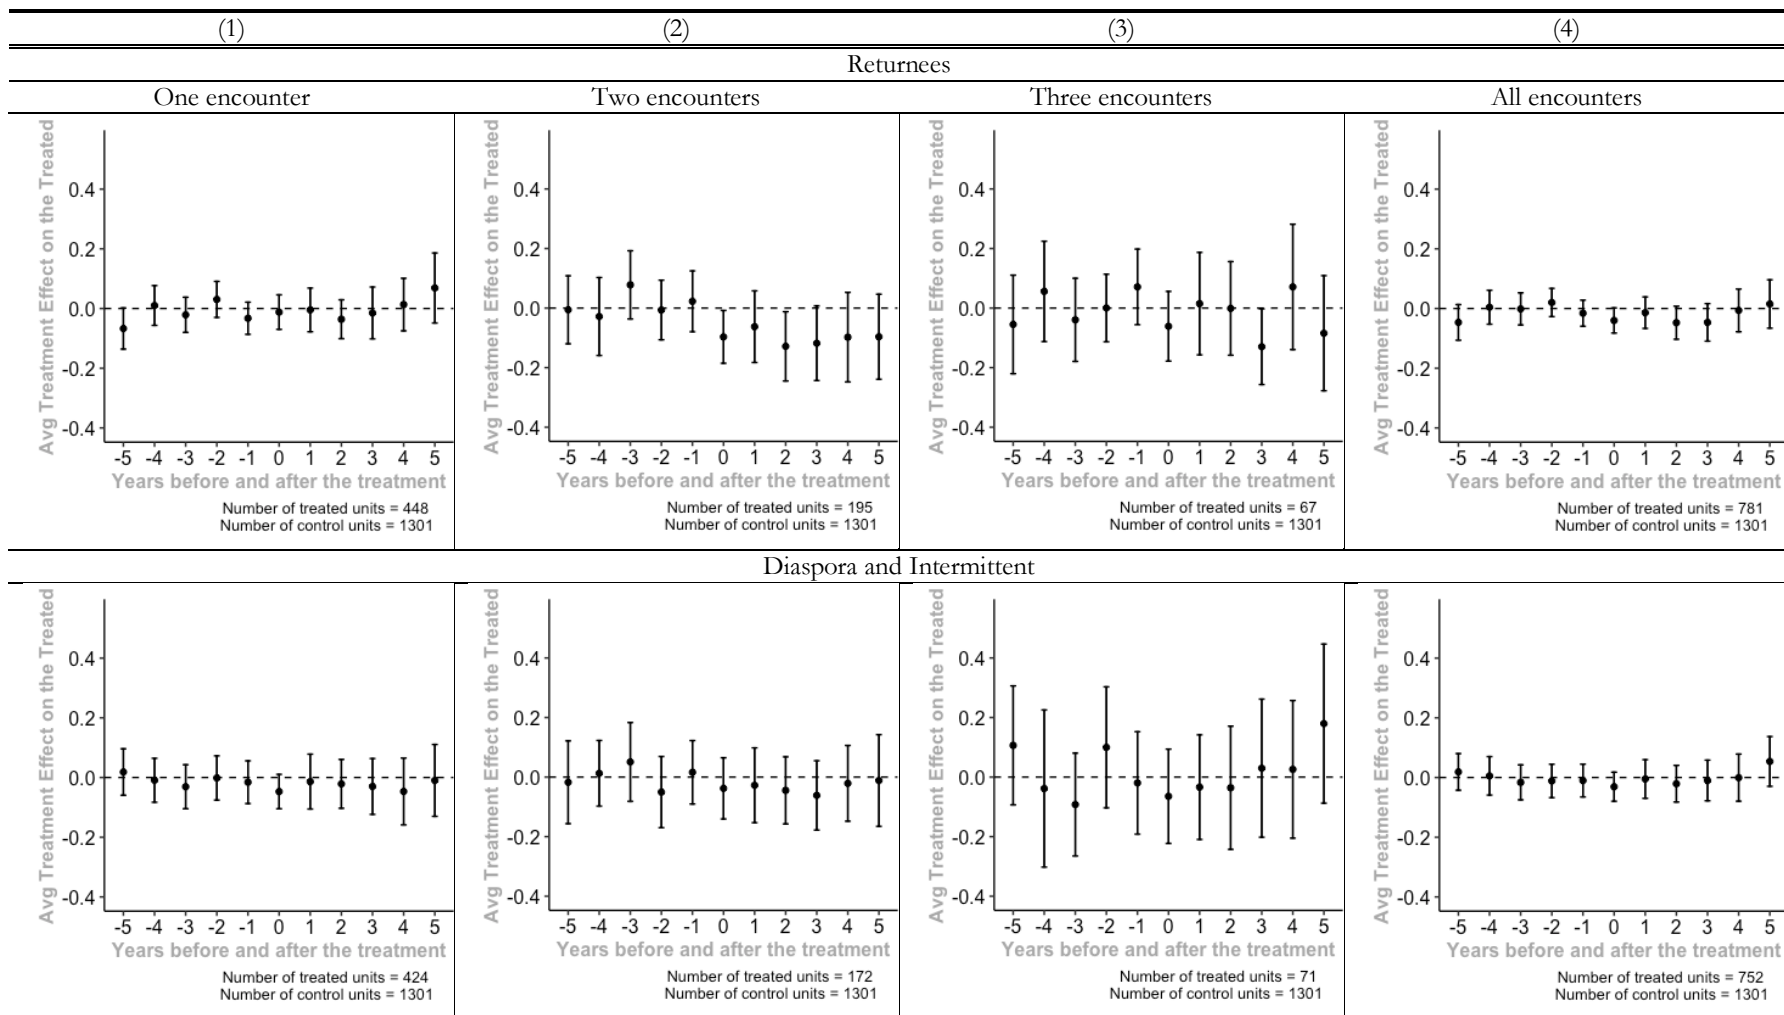 (1) (2) (3) (4)
Returnees
One encounter Two encounters Three encounters All encounters
Avg Treatment Effect on the Treated
0.4
0.2
0.0
-0.2
-0.4
-5 -4 -3 -2 -1 0 1 2 3 4 5
Years before and after the treatment
Number of treated units = 448
Number of control units = 1301
Avg Treatment Effect on the Treated
0.4
0.2
0.0
-0.2
-0.4
-5 -4 -3 -2 -1 0 1 2 3 4 5
Years before and after the treatment
Number of treated units = 195
Number of control units = 1301
Avg Treatment Effect on the Treated
0.4
0.2
0.0
-0.2
-0.4
-5 -4 -3 -2 -1 0 1 2 3 4 5
Years before and after the treatment
Number of treated units = 67
Number of control units = 1301
Avg Treatment Effect on the Treated
0.4
0.2
0.0
-0.2
-0.4
-5 -4 -3 -2 -1 0 1 2 3 4 5
Years before and after the treatment
Number of treated units = 781
Number of control units = 1301
Diaspora and Intermittent
Avg Treatment Effect on the Treated
0.4
0.2
0.0
-0.2
-0.4
-5 -4 -3 -2 -1 0 1 2 3 4 5
Years before and after the treatment
Number of treated units = 424
Number of control units = 1301
Avg Treatment Effect on the Treated
0.4
0.2
0.0
-0.2
-0.4
-5 -4 -3 -2 -1 0 1 2 3 4 5
Years before and after the treatment
Number of treated units = 172
Number of control units = 1301
Avg Treatment Effect on the Treated
0.4
0.2
0.0
-0.2
-0.4
-5 -4 -3 -2 -1 0 1 2 3 4 5
Years before and after the treatment
Number of treated units = 71
Number of control units = 1301
Avg Treatment Effect on the Treated
0.4
0.2
0.0
-0.2
-0.4
-5 -4 -3 -2 -1 0 1 2 3 4 5
Years before and after the treatment
Number of treated units = 752
Number of control units = 1301